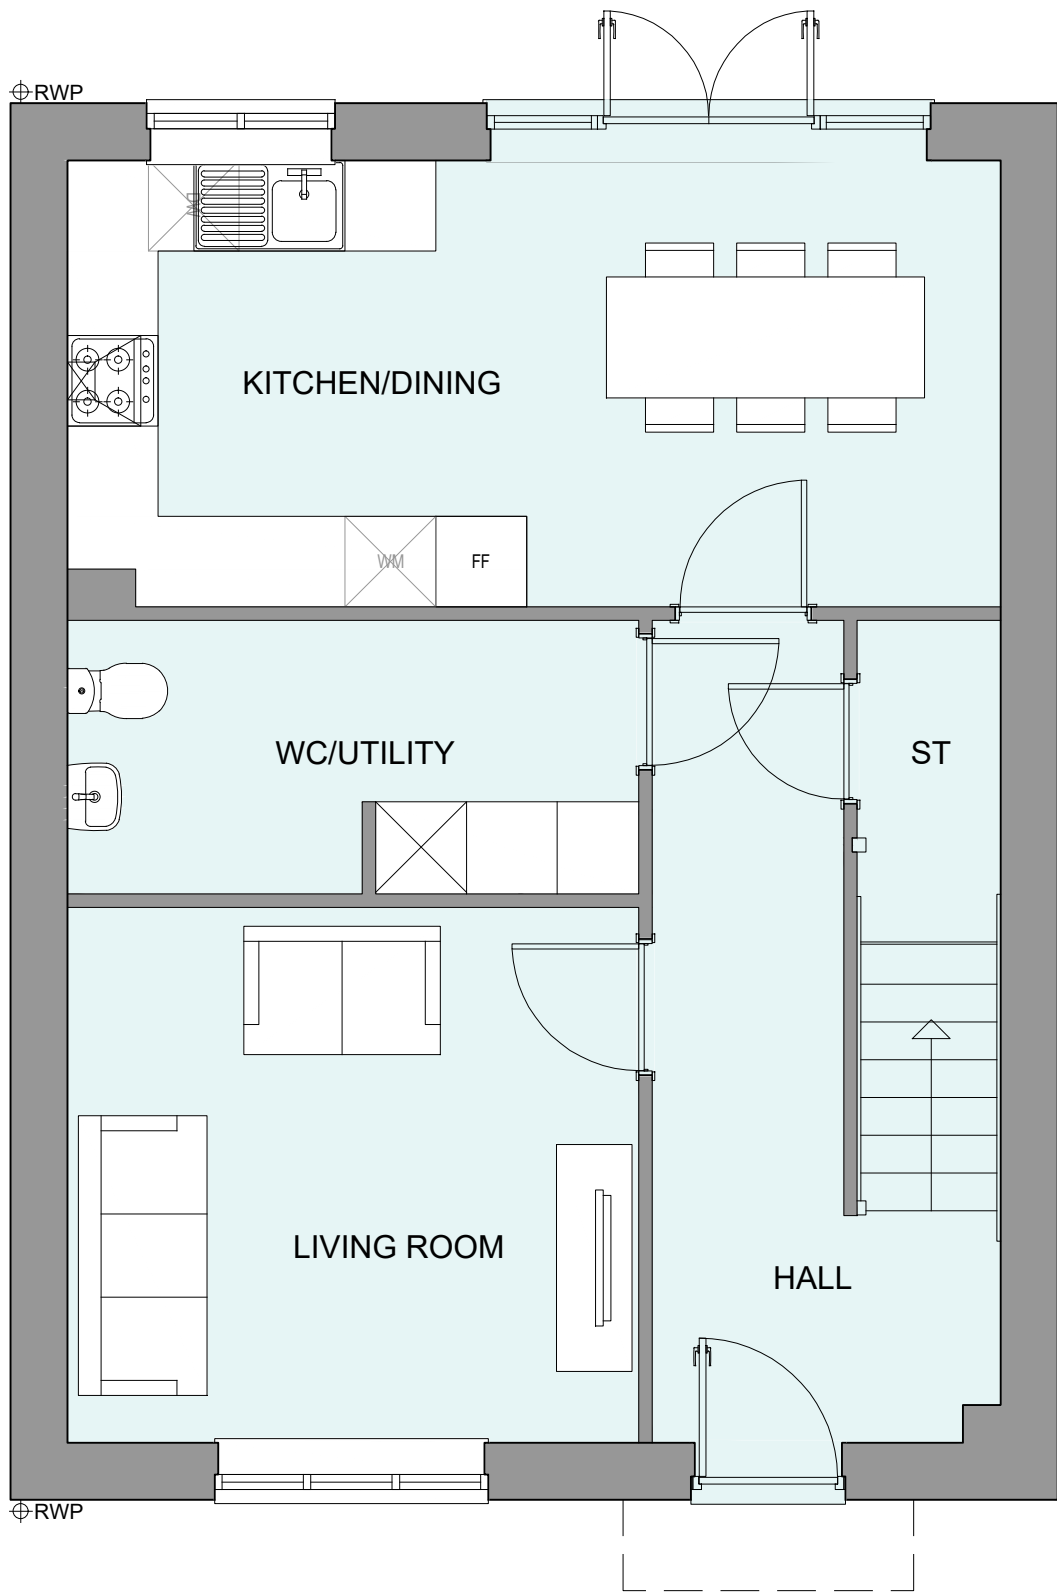 RWP
KITCHEN/DINING
WM
FF
WC/UTILITY
ST
LIVING ROOM
HALL
RWP